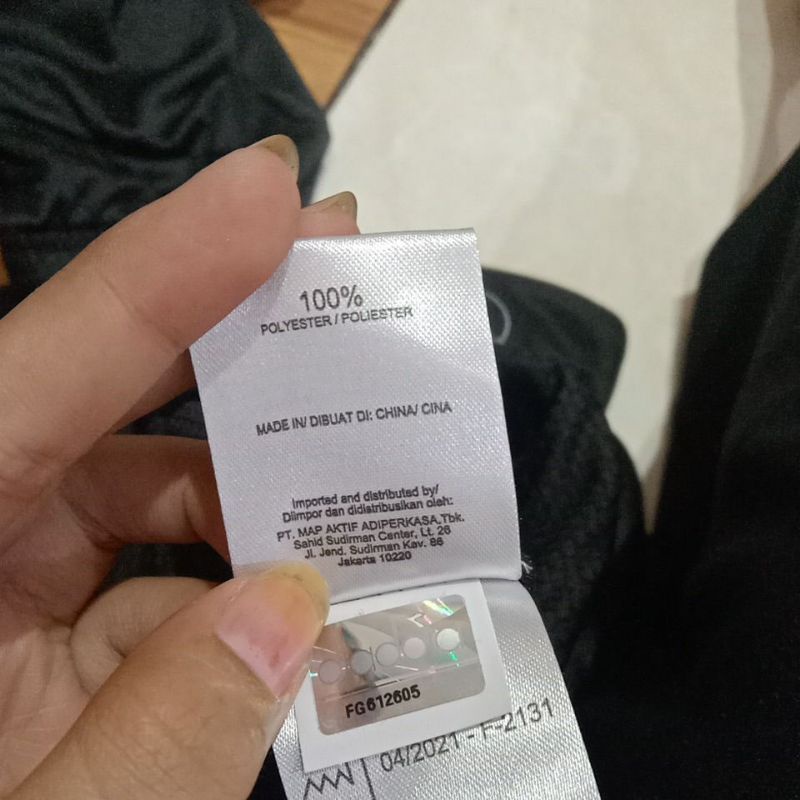 100%
POLYESTER / POLIESTER
MADE IN/ DIBUAT DI: CHINA/ CINA
Imported and distributed by/
Diimpor dan didistribusikan oleh:
PT. MAP AKTIF ADIPERKASA,Tbk.
Sahid Sudirman Center, Lt. 26
Jl. Jend. Sudirman Kav. 86
Jakarta 10220
FG612605
04/2021 - F-2131